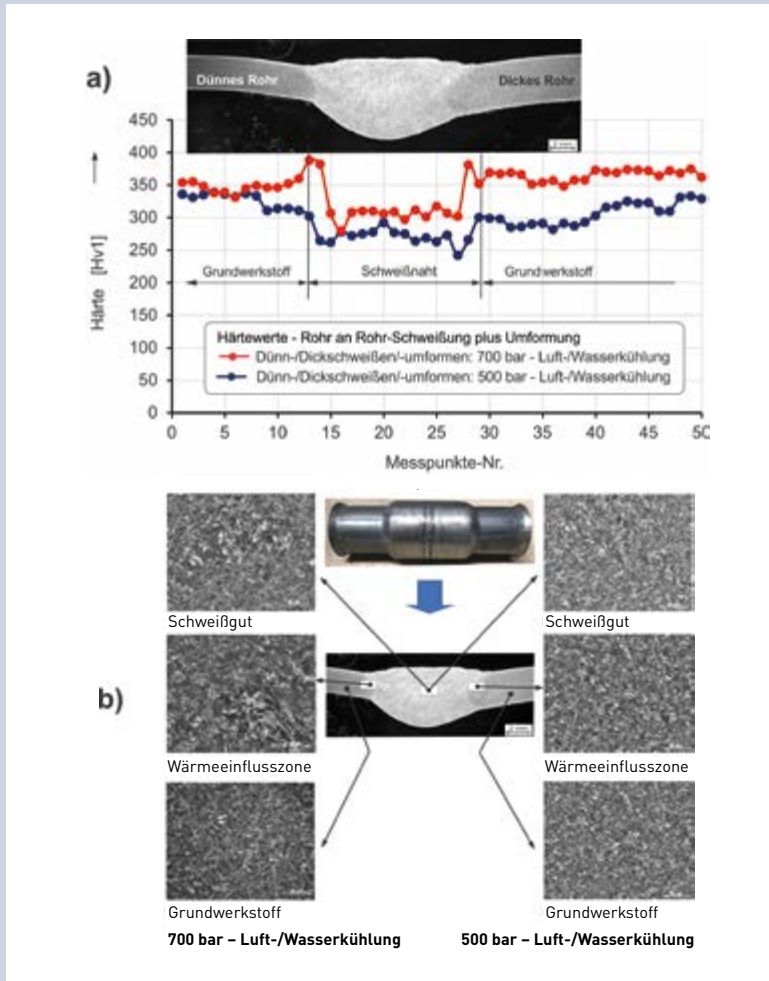 a)
Dünnes Rohr
Dickes Rohr
450
400
350
300
250
200
150
100
50
0
Härte [Hv1]
Grundwerkstoff
Schweißnaht
Grundwerkstoff
Härtewerte - Rohr an Rohr-Schweißung plus Umformung
Dünn-/Dickschweißen/-umformen: 700 bar - Luft-/Wasserkühlung
Dünn-/Dickschweißen/-umformen: 500 bar - Luft-/Wasserkühlung
0 5 10 15 20 25 30 35 40 45 50
Messpunkte-Nr.
b)
Schweißgut
Schweißgut
Wärmeeinflusszone
Wärmeeinflusszone
Grundwerkstoff
Grundwerkstoff
700 bar – Luft-/Wasserkühlung
500 bar – Luft-/Wasserkühlung